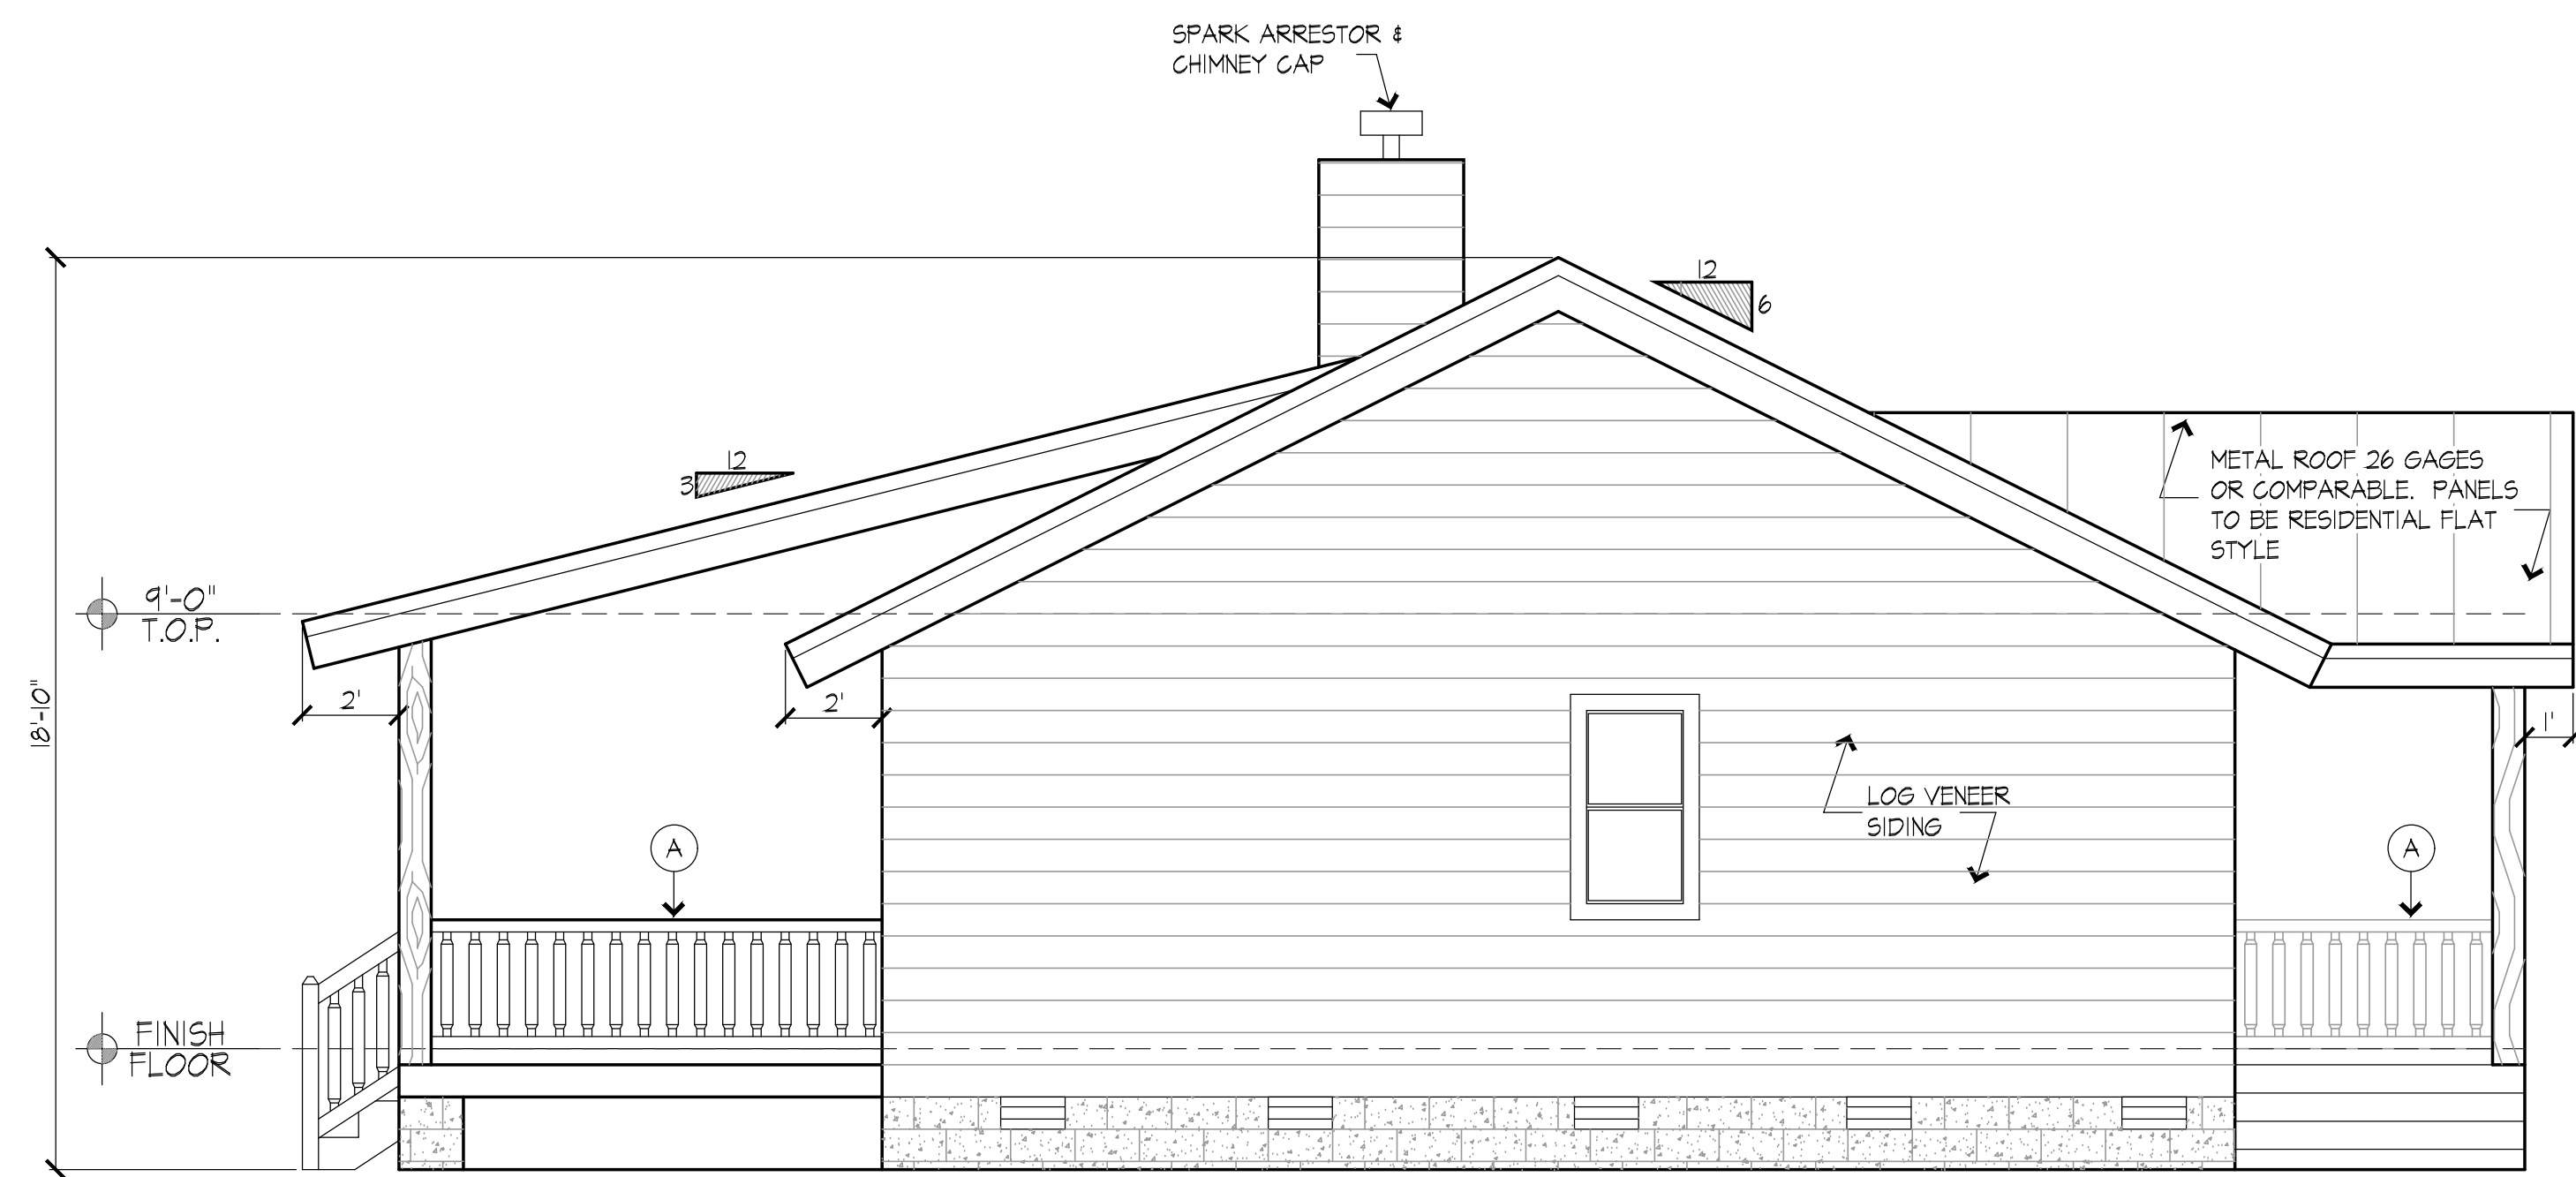 SPARK ARRESTOR &
CHIMNEY CAP
12
6
12
3
METAL ROOF 26 GAGES
OR COMPARABLE. PANELS
TO BE RESIDENTIAL FLAT
STYLE
9'-0"
T.O.P.
18'-10"
2'
2'
1'
LOG VENEER
SIDING
A
A
FINISH
FLOOR